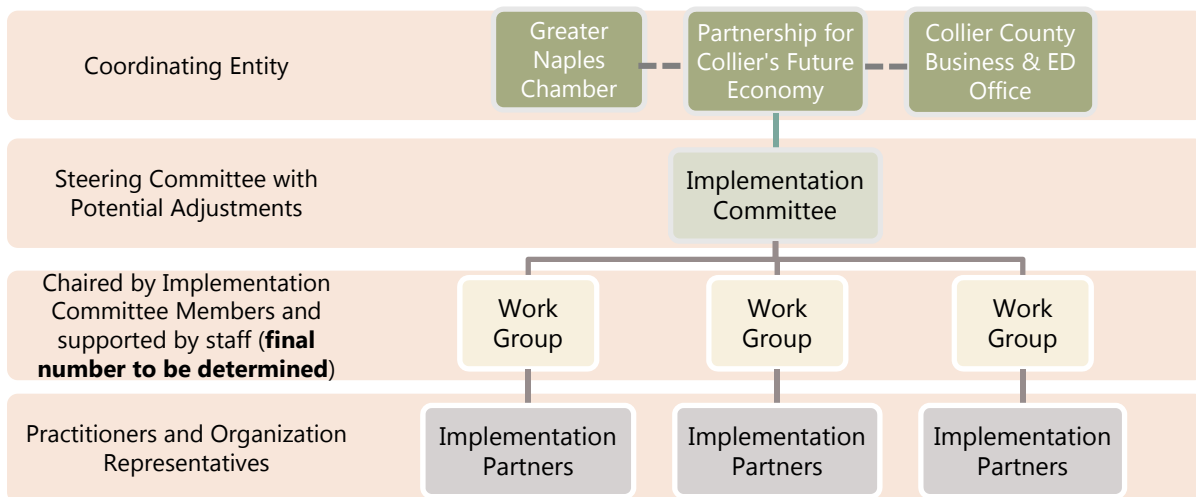 Coordinating Entity
Greater
Naples
Chamber
Partnership for
Collier's Future
Economy
Collier County
Business & ED
Office
Steering Committee with
Potential Adjustments
Implementation
Committee
Chaired by Implementation
Committee Members and
supported by staff (final
number to be determined)
Work
Group
Work
Group
Work
Group
Practitioners and Organization
Representatives
Implementation
Partners
Implementation
Partners
Implementation
Partners